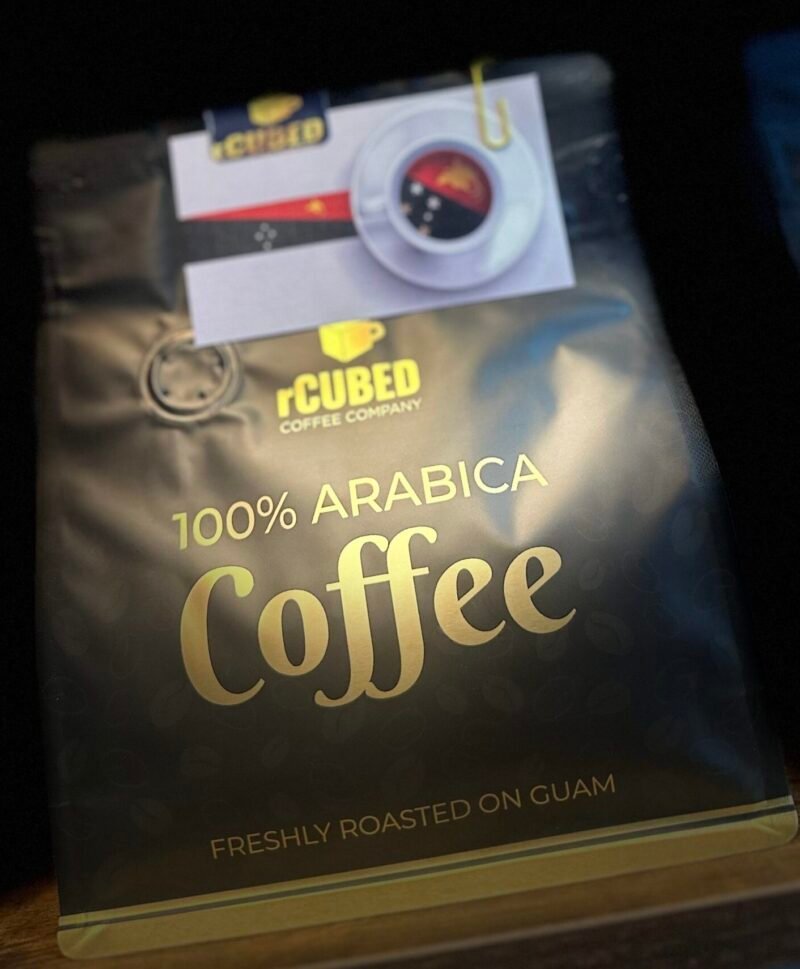 rCUBED
rCUBED
COFFEE COMPANY
100% ARABICA
Coffee
FRESHLY ROASTED ON GUAM